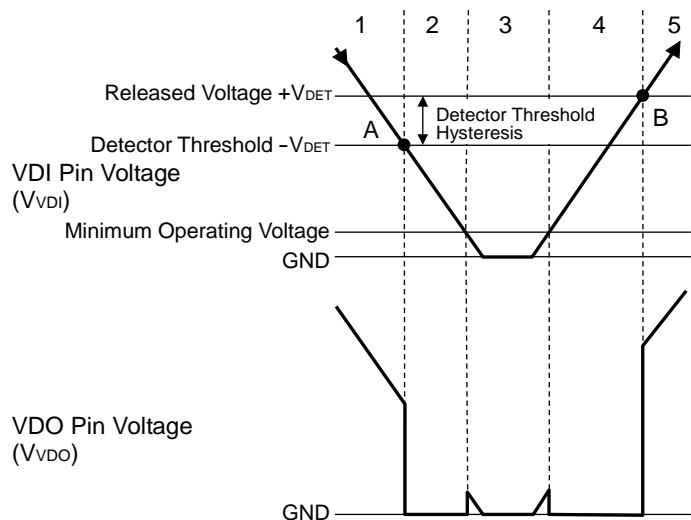 1 2 3 4 5
Released Voltage +VDET
Detector Threshold
Hysteresis
A
B
Detector Threshold −VDET
VDI Pin Voltage
(VVDI)
Minimum Operating Voltage
GND
VDO Pin Voltage
(VVDO)
GND